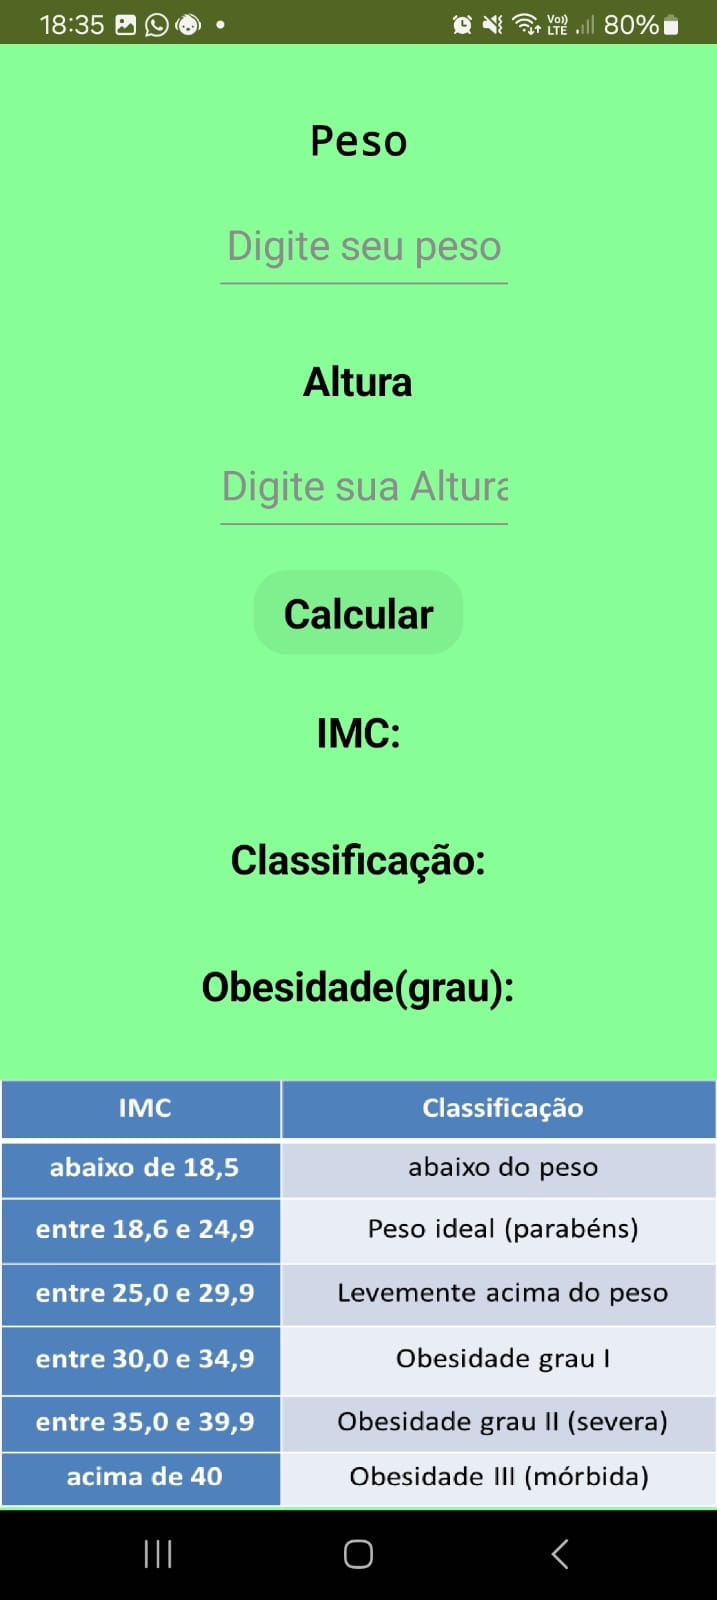 18:35 Vo)) LTE 80%
Peso
Digite seu peso
Altura
Digite sua Altura
Calcular
IMC:
Classificação:
Obesidade(grau):
IMC Classificação
abaixo de 18,5 abaixo do peso
entre 18,6 e 24,9 Peso ideal (parabéns)
entre 25,0 e 29,9 Levemente acima do peso
entre 30,0 e 34,9 Obesidade grau I
entre 35,0 e 39,9 Obesidade grau II (severa)
acima de 40 Obesidade III (mórbida)